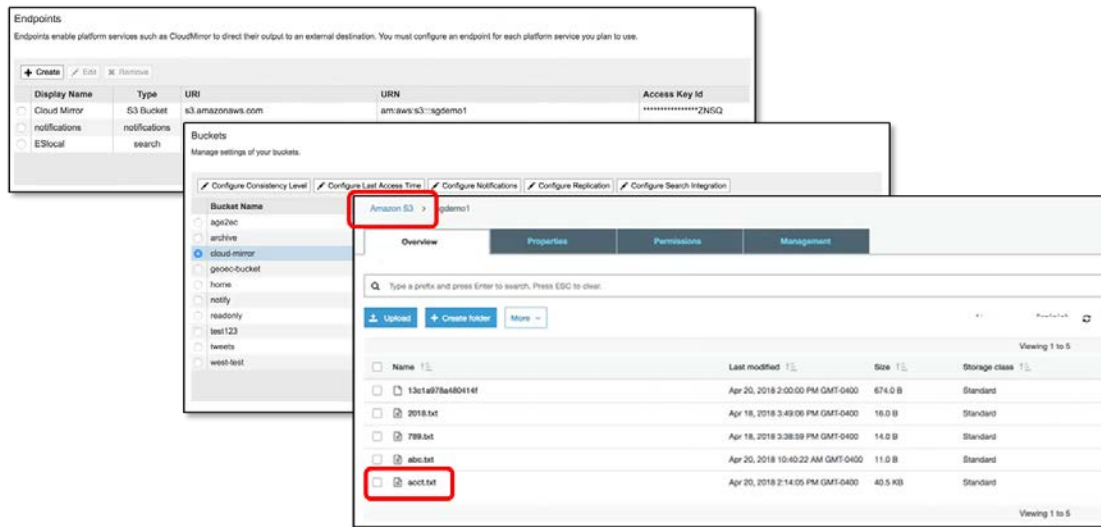 Endpoints
Endpoints enable platform services such as CloudMirror to direct their output to an external destination. You must configure an endpoint for each platform service you plan to use.
Create Edit Remove
Display Name Type URI URN Access Key Id
Cloud Mirror S3 Bucket s3.amazonaws.com arn:aws:s3:::sgdemo1 ****************ZNSQ
notifications notifications
ESlocal search
Buckets
Manage settings of your buckets.
Configure Consistency Level Configure Last Access Time Configure Notifications Configure Replication Configure Search Integration
Bucket Name
age2ec
archive
cloud-mirror
geoec-bucket
home
notify
readonly
test123
tweets
west-test
Amazon S3 > sgdemo1
Overview Properties Permissions Management
Type a prefix and press Enter to search. Press ESC to clear.
Upload + Create folder More
Viewing 1 to 5
Name Last modified Size Storage class
13c1a978a480414f Apr 20, 2018 2:00:00 PM GMT-0400 674.0 B Standard
2018.txt Apr 18, 2018 3:49:06 PM GMT-0400 16.0 B Standard
789.txt Apr 18, 2018 3:38:59 PM GMT-0400 14.0 B Standard
abc.txt Apr 20, 2018 10:40:22 AM GMT-0400 11.0 B Standard
acct.txt Apr 20, 2018 2:14:05 PM GMT-0400 40.5 KB Standard
Viewing 1 to 5